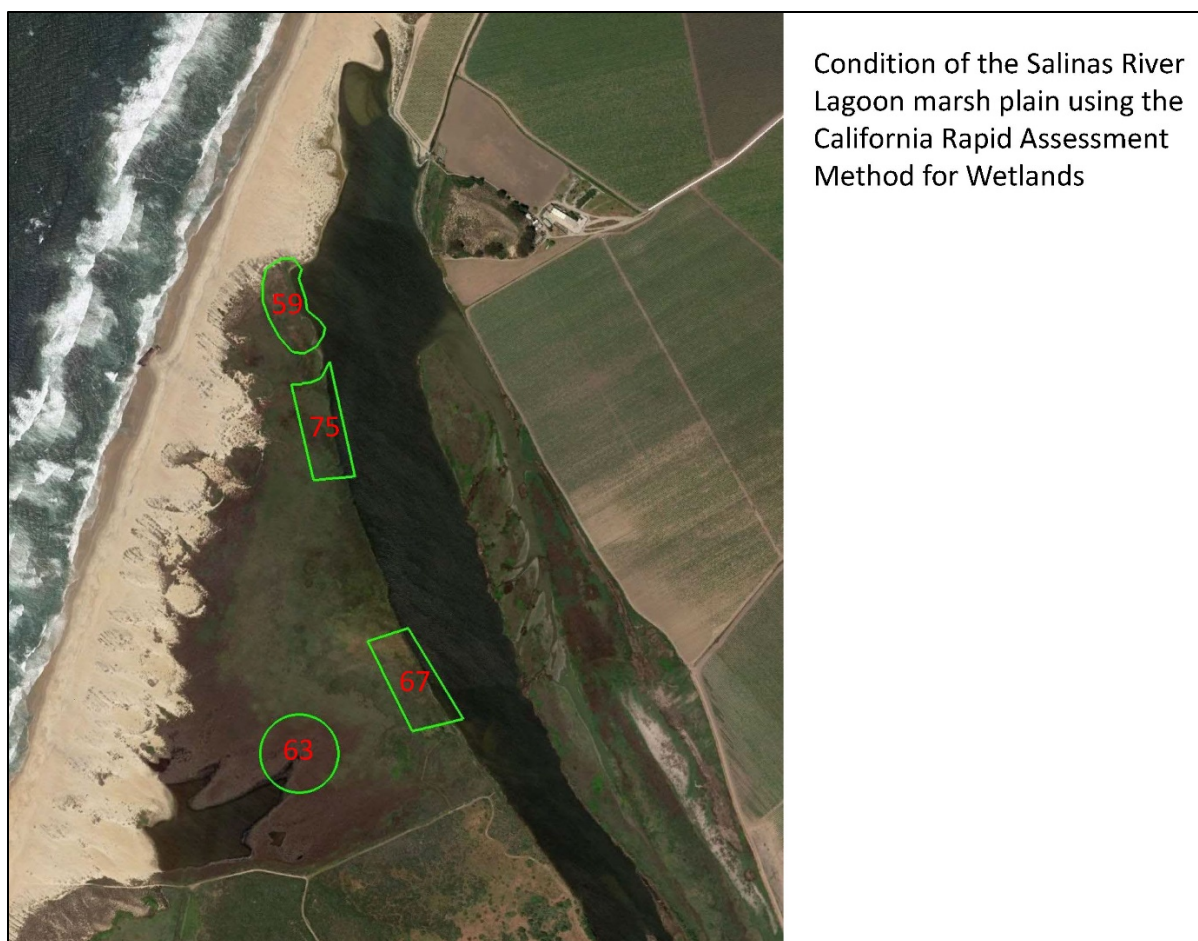 Condition of the Salinas River
Lagoon marsh plain using the
California Rapid Assessment
Method for Wetlands
59
75
67
63